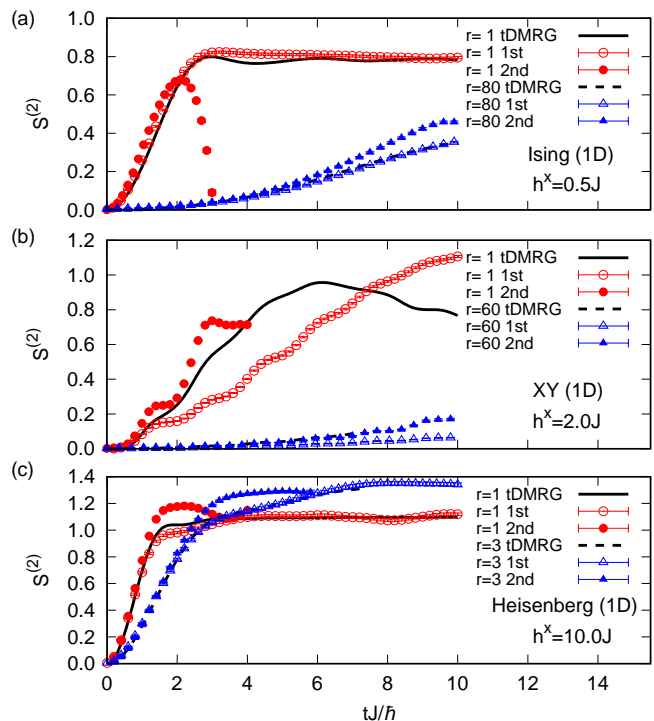 (a)
S(2)
1.0
0.8
0.6
0.4
0.2
0.0
r= 1 tDMRG
r= 1 1st
r= 1 2nd
r=80 tDMRG
r=80 1st
r=80 2nd
Ising (1D)
hx=0.5J
(b)
S(2)
1.2
1.0
0.8
0.6
0.4
0.2
0.0
r= 1 tDMRG
r= 1 1st
r= 1 2nd
r=60 tDMRG
r=60 1st
r=60 2nd
XY (1D)
hx=2.0J
(c)
S(2)
1.4
1.2
1.0
0.8
0.6
0.4
0.2
0.0
r=1 tDMRG
r=1 1st
r=1 2nd
r=3 tDMRG
r=3 1st
r=3 2nd
Heisenberg (1D)
hx=10.0J
0 2 4 6 8 10 12 14
tJ/ℏ